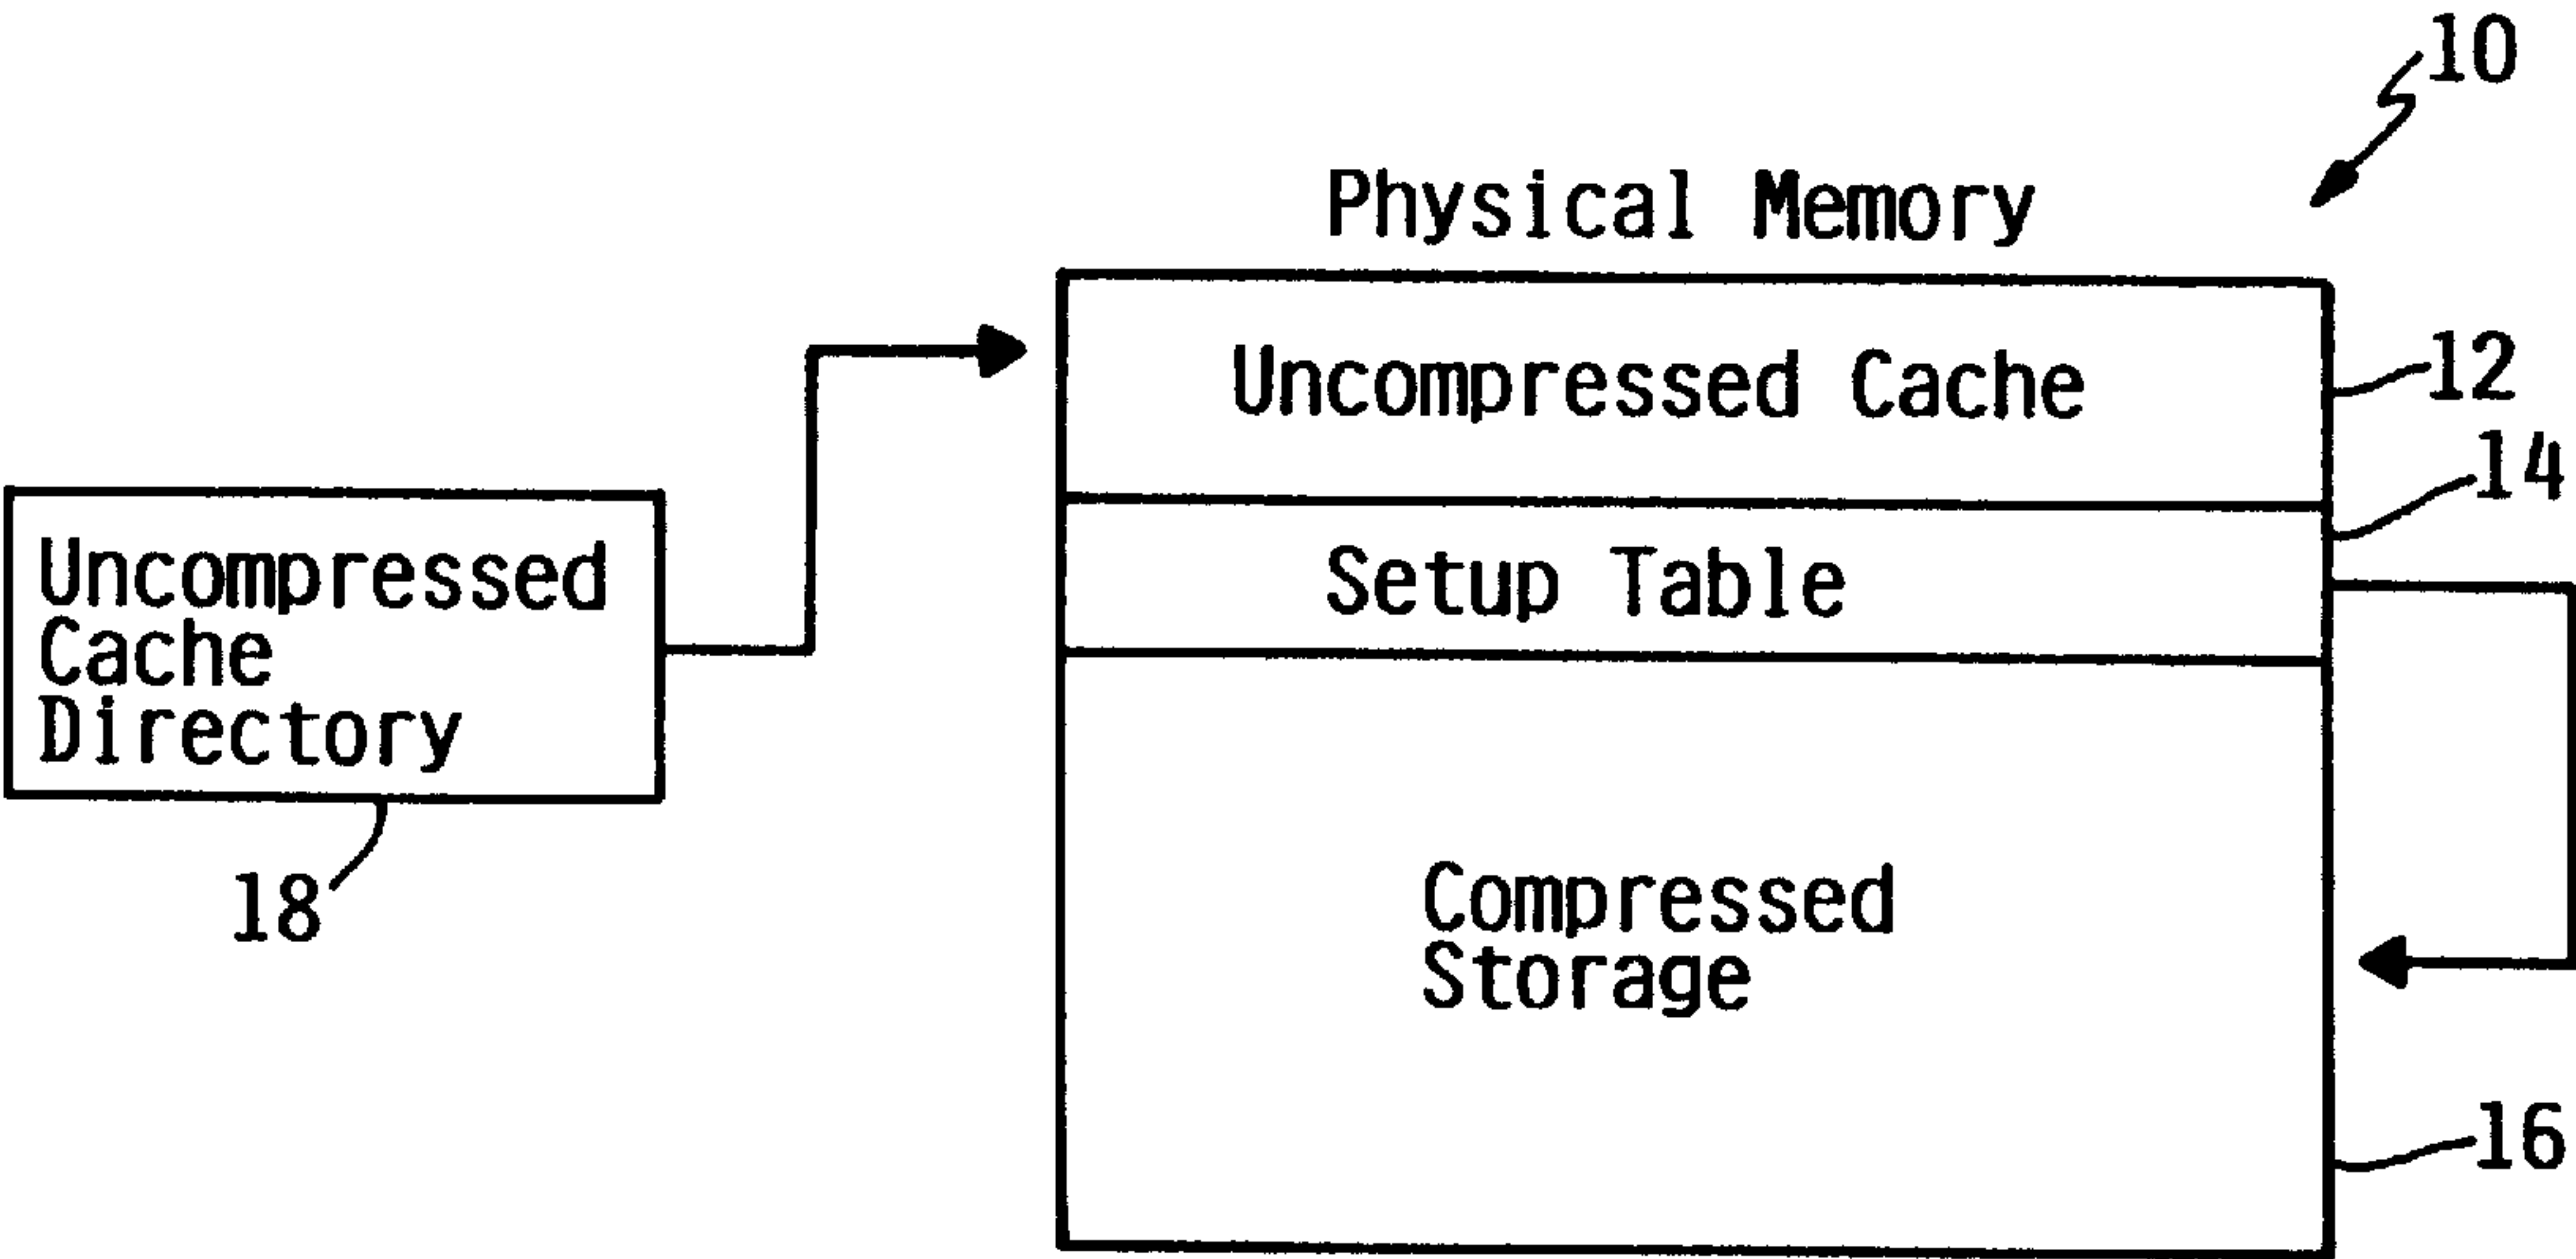 10
Physical Memory
Uncompressed Cache
12
14
Setup Table
Uncompressed
Cache
Directory
18
Compressed
Storage
16